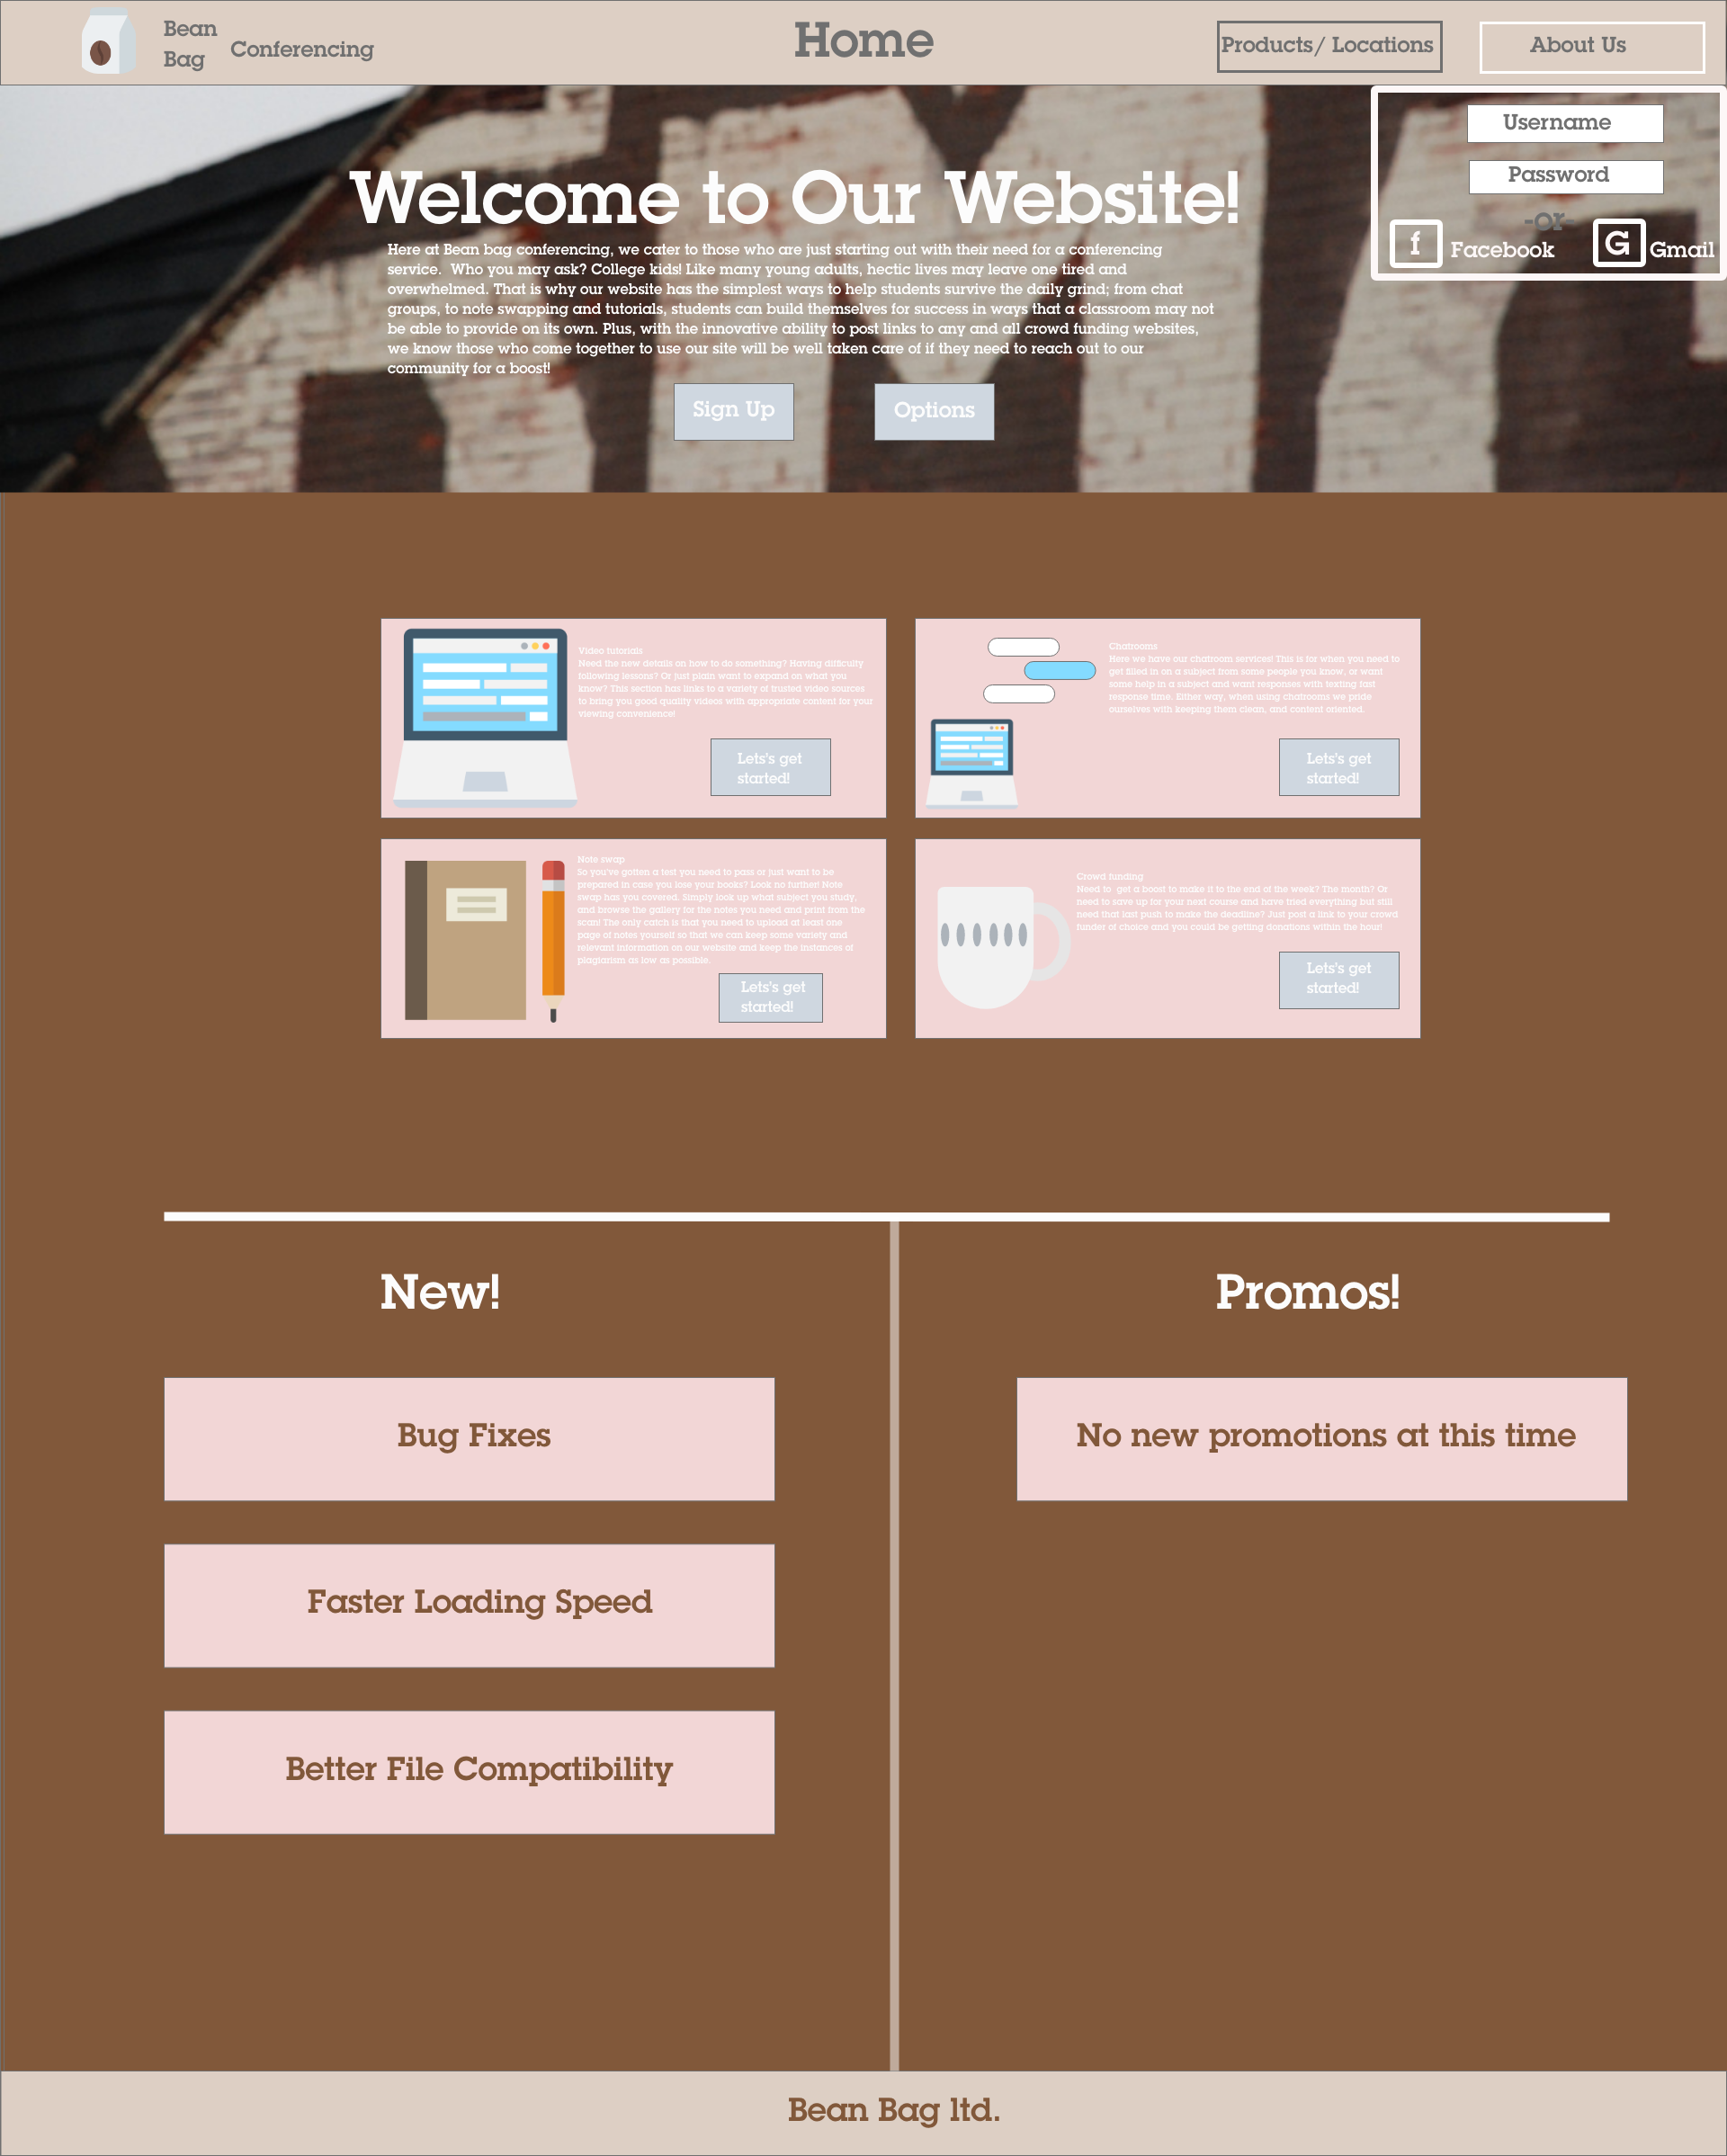 Bean
Bag Conferencing
Home
Products/ Locations
About Us
Username
Password
-or-
f Facebook
G Gmail
Welcome to Our Website!
Here at Bean bag conferencing, we cater to those who are just starting out with their need for a conferencing
service.  Who you may ask? College kids! Like many young adults, hectic lives may leave one tired and
overwhelmed. That is why our website has the simplest ways to help students survive the daily grind; from chat
groups, to note swapping and tutorials, students can build themselves for success in ways that a classroom may not
be able to provide on its own. Plus, with the innovative ability to post links to any and all crowd funding websites,
we know those who come together to use our site will be well taken care of if they need to reach out to our
community for a boost!
Sign Up
Options
Video tutorials
Need the new details on how to do something? Having difficulty
following lessons? Or just plain want to expand on what you
know? This section has links to a variety of trusted video sources
to bring you good quality videos with appropriate content for your
viewing convenience!
Lets's get
started!
Chatrooms
Here we have our chatroom services! This is for when you need to
get filled in on a subject from some people you know, or want
some help in a subject and want responses with texting fast
response time. Either way, when using chatrooms we pride
ourselves with keeping them clean, and content oriented.
Lets's get
started!
Note swap
So you've gotten a test you need to pass or just want to be
prepared in case you lose your books? Look no further! Note
swap has you covered. Simply look up what subject you study,
and browse the gallery for the notes you need and print from the
scan! The only catch is that you need to upload at least one
page of notes yourself so that we can keep some variety and
relevant information on our website and keep the instances of
plagiarism as low as possible.
Lets's get
started!
Crowd funding
Need to  get a boost to make it to the end of the week? The month? Or
need to save up for your next course and have tried everything but still
need that last push to make the deadline? Just post a link to your crowd
funder of choice and you could be getting donations within the hour!
Lets's get
started!
New!
Promos!
Bug Fixes
No new promotions at this time
Faster Loading Speed
Better File Compatibility
Bean Bag ltd.